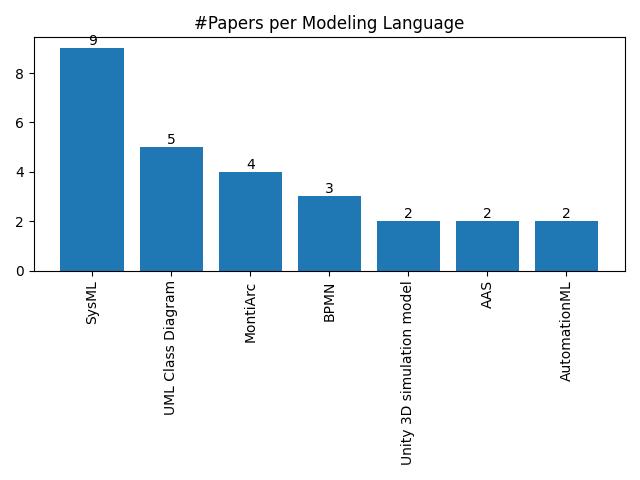 #Papers per Modeling Language
9
8
6
4
2
0
5
4
3
2
2
2
SysML
UML Class Diagram
MontiArc
BPMN
Unity 3D simulation model
AAS
AutomationML